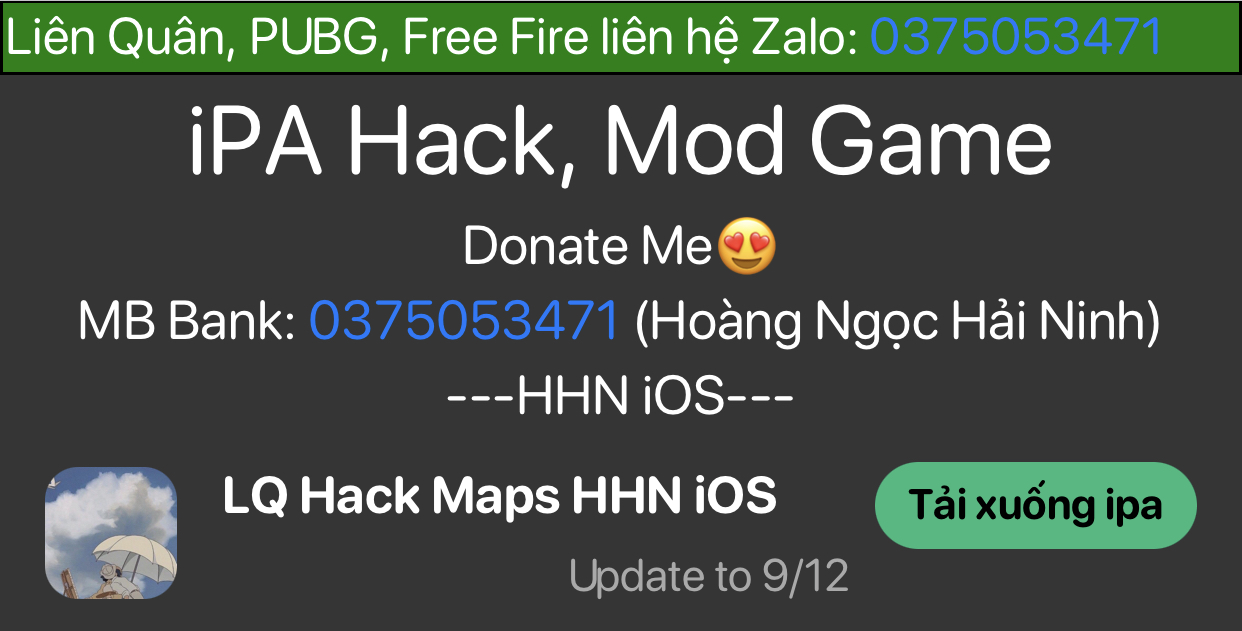 Liên Quân, PUBG, Free Fire liên hệ Zalo: 0375053471
iPA Hack, Mod Game
Donate Me😍
MB Bank: 0375053471 (Hoàng Ngọc Hải Ninh)
---HHN iOS---
LQ Hack Maps HHN iOS
Tải xuống ipa
Update to 9/12